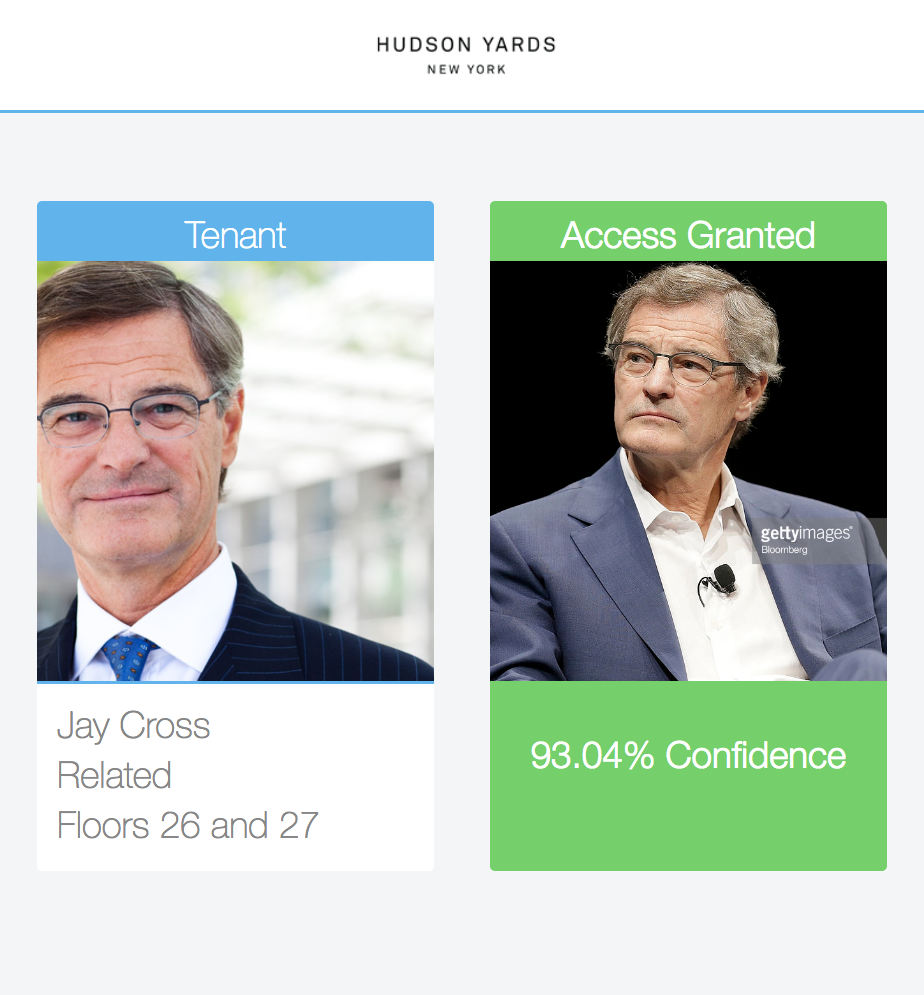 HUDSON YARDS
NEW YORK
Tenant
Jay Cross
Related
Floors 26 and 27
Access Granted
gettyimages®
Bloomberg
93.04% Confidence